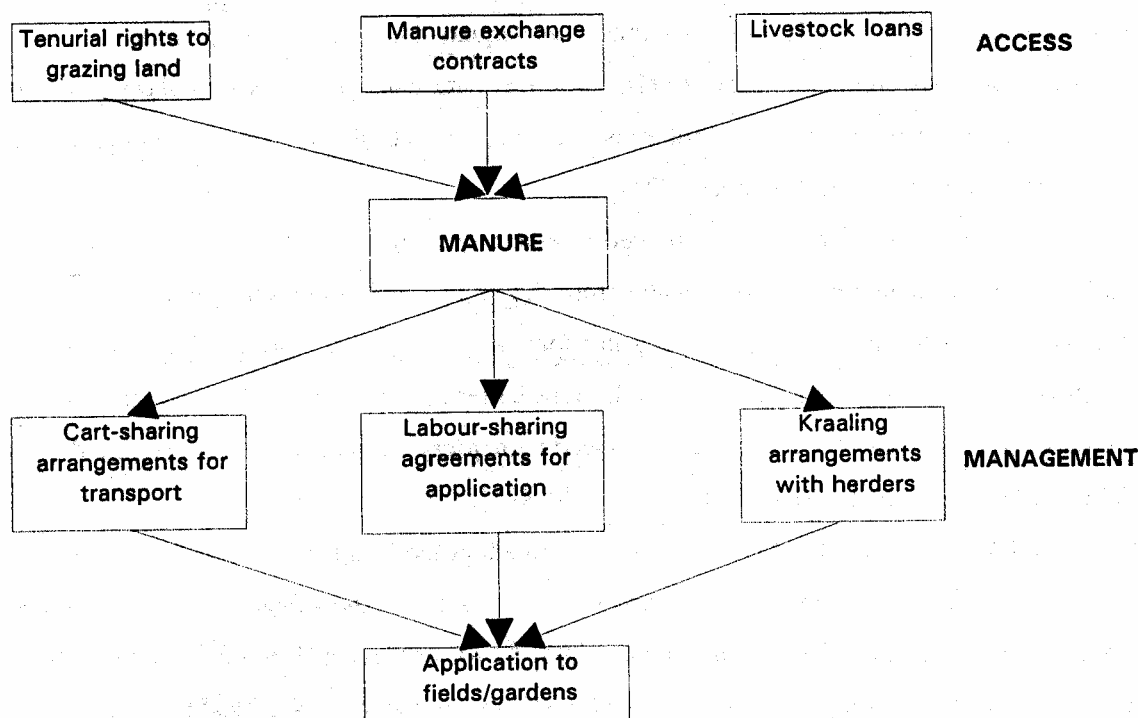 Tenurial rights to
grazing land
Manure exchange
contracts
Livestock loans
ACCESS
MANURE
Cart-sharing
arrangements for
transport
Labour-sharing
agreements for
application
Kraaling
arrangements
with herders
MANAGEMENT
Application to
fields/gardens